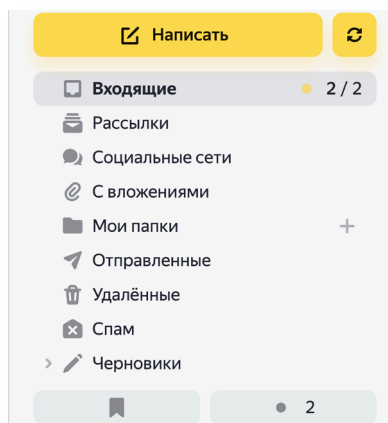 Написать
Входящие 2 / 2
Рассылки
Социальные сети
С вложениями
Мои папки
Отправленные
Удалённые
Спам
Черновики
2